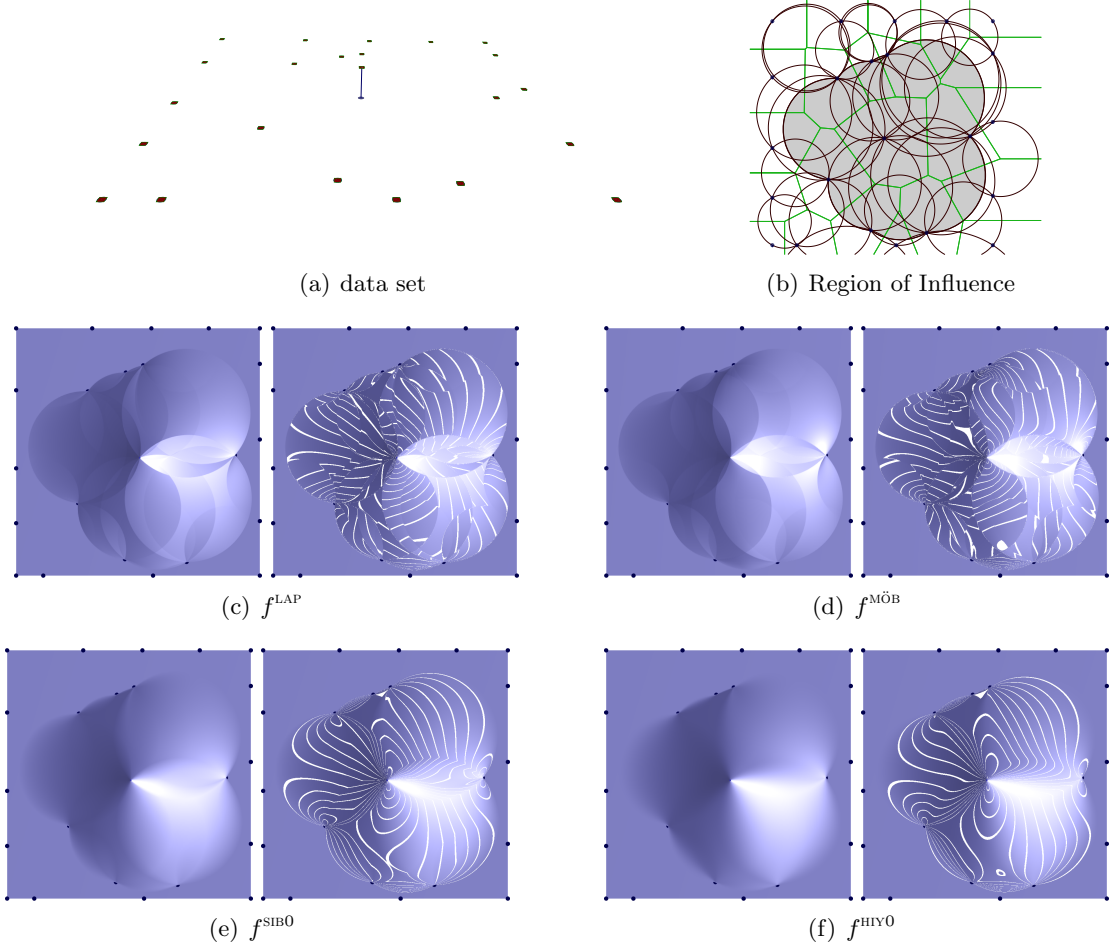 (a) data set
(b) Region of Influence
(c) f^LAP
(d) f^MÖB
(e) f^SIB0
(f) f^HIY0